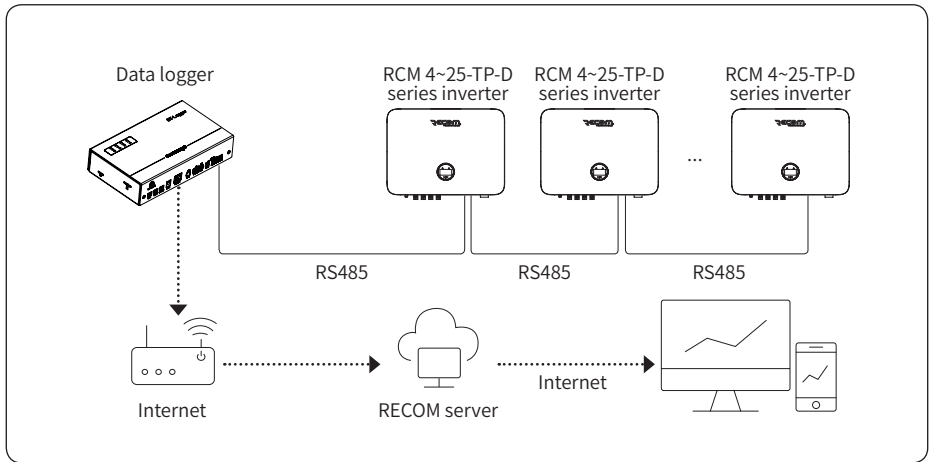 Data logger
RCM 4~25-TP-D
series inverter
RCM 4~25-TP-D
series inverter
RCM 4~25-TP-D
series inverter
...
RS485
RS485
RS485
Internet
RECOM server
Internet